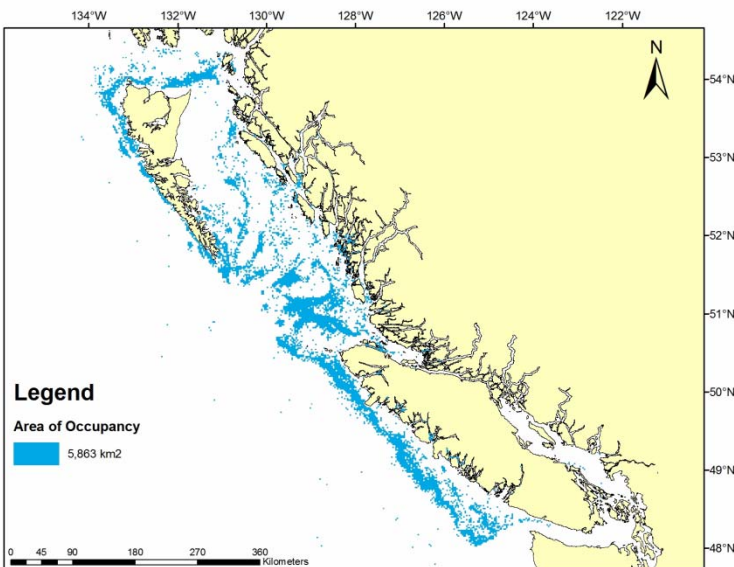 134°W 132°W 130°W 128°W 126°W 124°W 122°W
N
54°N
53°N
52°N
51°N
50°N
49°N
48°N
Legend
Area of Occupancy
5,863 km2
0 45 90 180 270 360
Kilometers